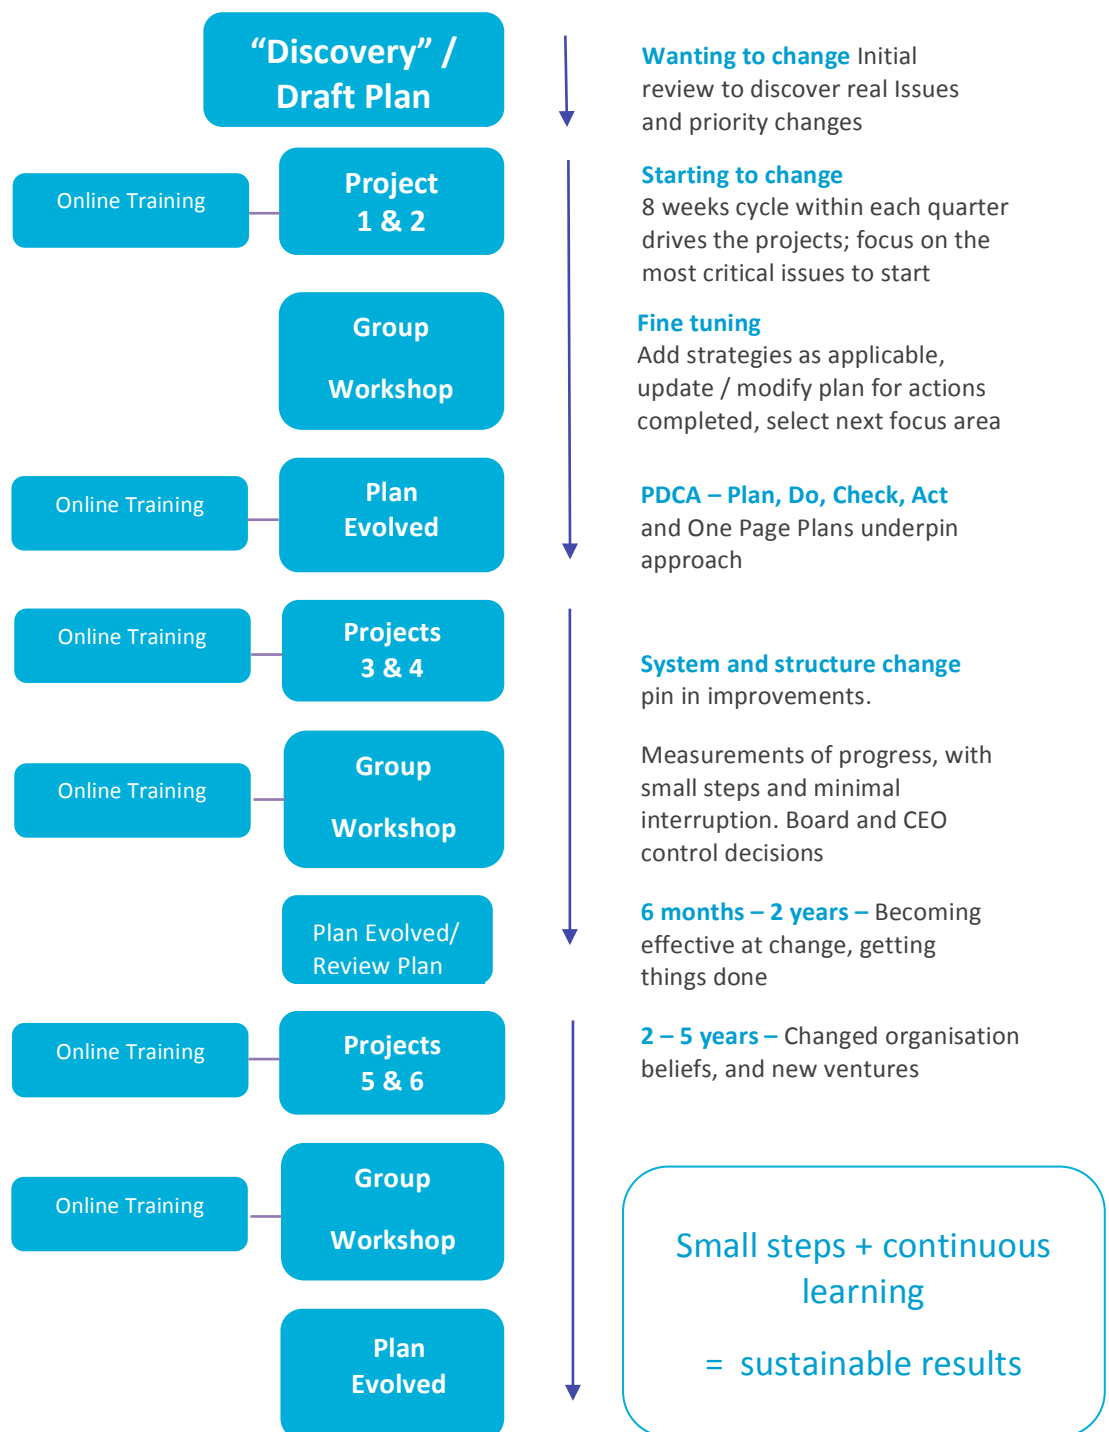 “Discovery” /
Draft Plan
Wanting to change Initial
review to discover real Issues
and priority changes
Online Training
Project
1 & 2
Starting to change
8 weeks cycle within each quarter
drives the projects; focus on the
most critical issues to start
Group
Workshop
Fine tuning
Add strategies as applicable,
update / modify plan for actions
completed, select next focus area
Online Training
Plan
Evolved
PDCA – Plan, Do, Check, Act
and One Page Plans underpin
approach
Online Training
Projects
3 & 4
System and structure change
pin in improvements.
Online Training
Group
Workshop
Measurements of progress, with
small steps and minimal
interruption. Board and CEO
control decisions
Plan Evolved/
Review Plan
6 months – 2 years – Becoming
effective at change, getting
things done
Online Training
Projects
5 & 6
2 – 5 years – Changed organisation
beliefs, and new ventures
Online Training
Group
Workshop
Plan
Evolved
Small steps + continuous
learning
= sustainable results